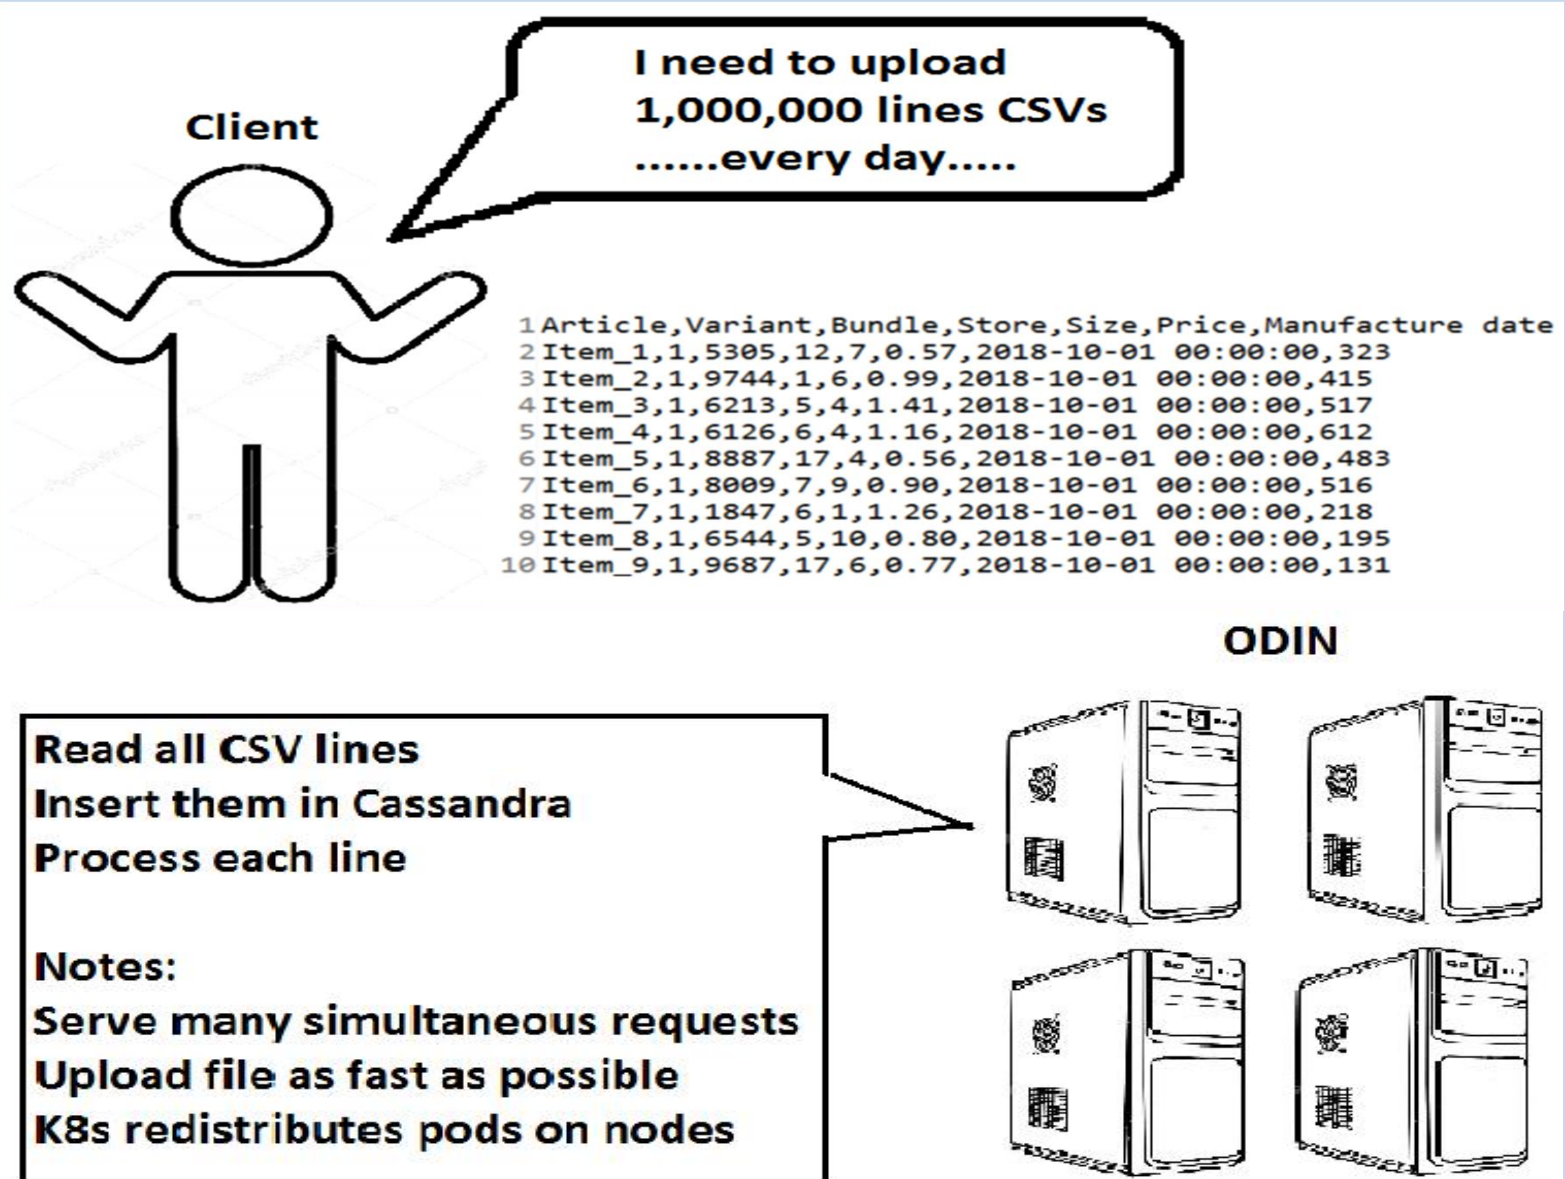 I need to upload
1,000,000 lines CSVs
......every day.....
Client
1 Article,Variant,Bundle,Store,Size,Price,Manufacture date
2 Item_1,1,5305,12,7,0.57,2018-10-01 00:00:00,323
3 Item_2,1,9744,1,6,0.99,2018-10-01 00:00:00,415
4 Item_3,1,6213,5,4,1.41,2018-10-01 00:00:00,517
5 Item_4,1,6126,6,4,1.16,2018-10-01 00:00:00,612
6 Item_5,1,8887,17,4,0.56,2018-10-01 00:00:00,483
7 Item_6,1,8009,7,9,0.90,2018-10-01 00:00:00,516
8 Item_7,1,1847,6,1,1.26,2018-10-01 00:00:00,218
9 Item_8,1,6544,5,10,0.80,2018-10-01 00:00:00,195
10 Item_9,1,9687,17,6,0.77,2018-10-01 00:00:00,131
ODIN
Read all CSV lines
Insert them in Cassandra
Process each line
Notes:
Serve many simultaneous requests
Upload file as fast as possible
K8s redistributes pods on nodes